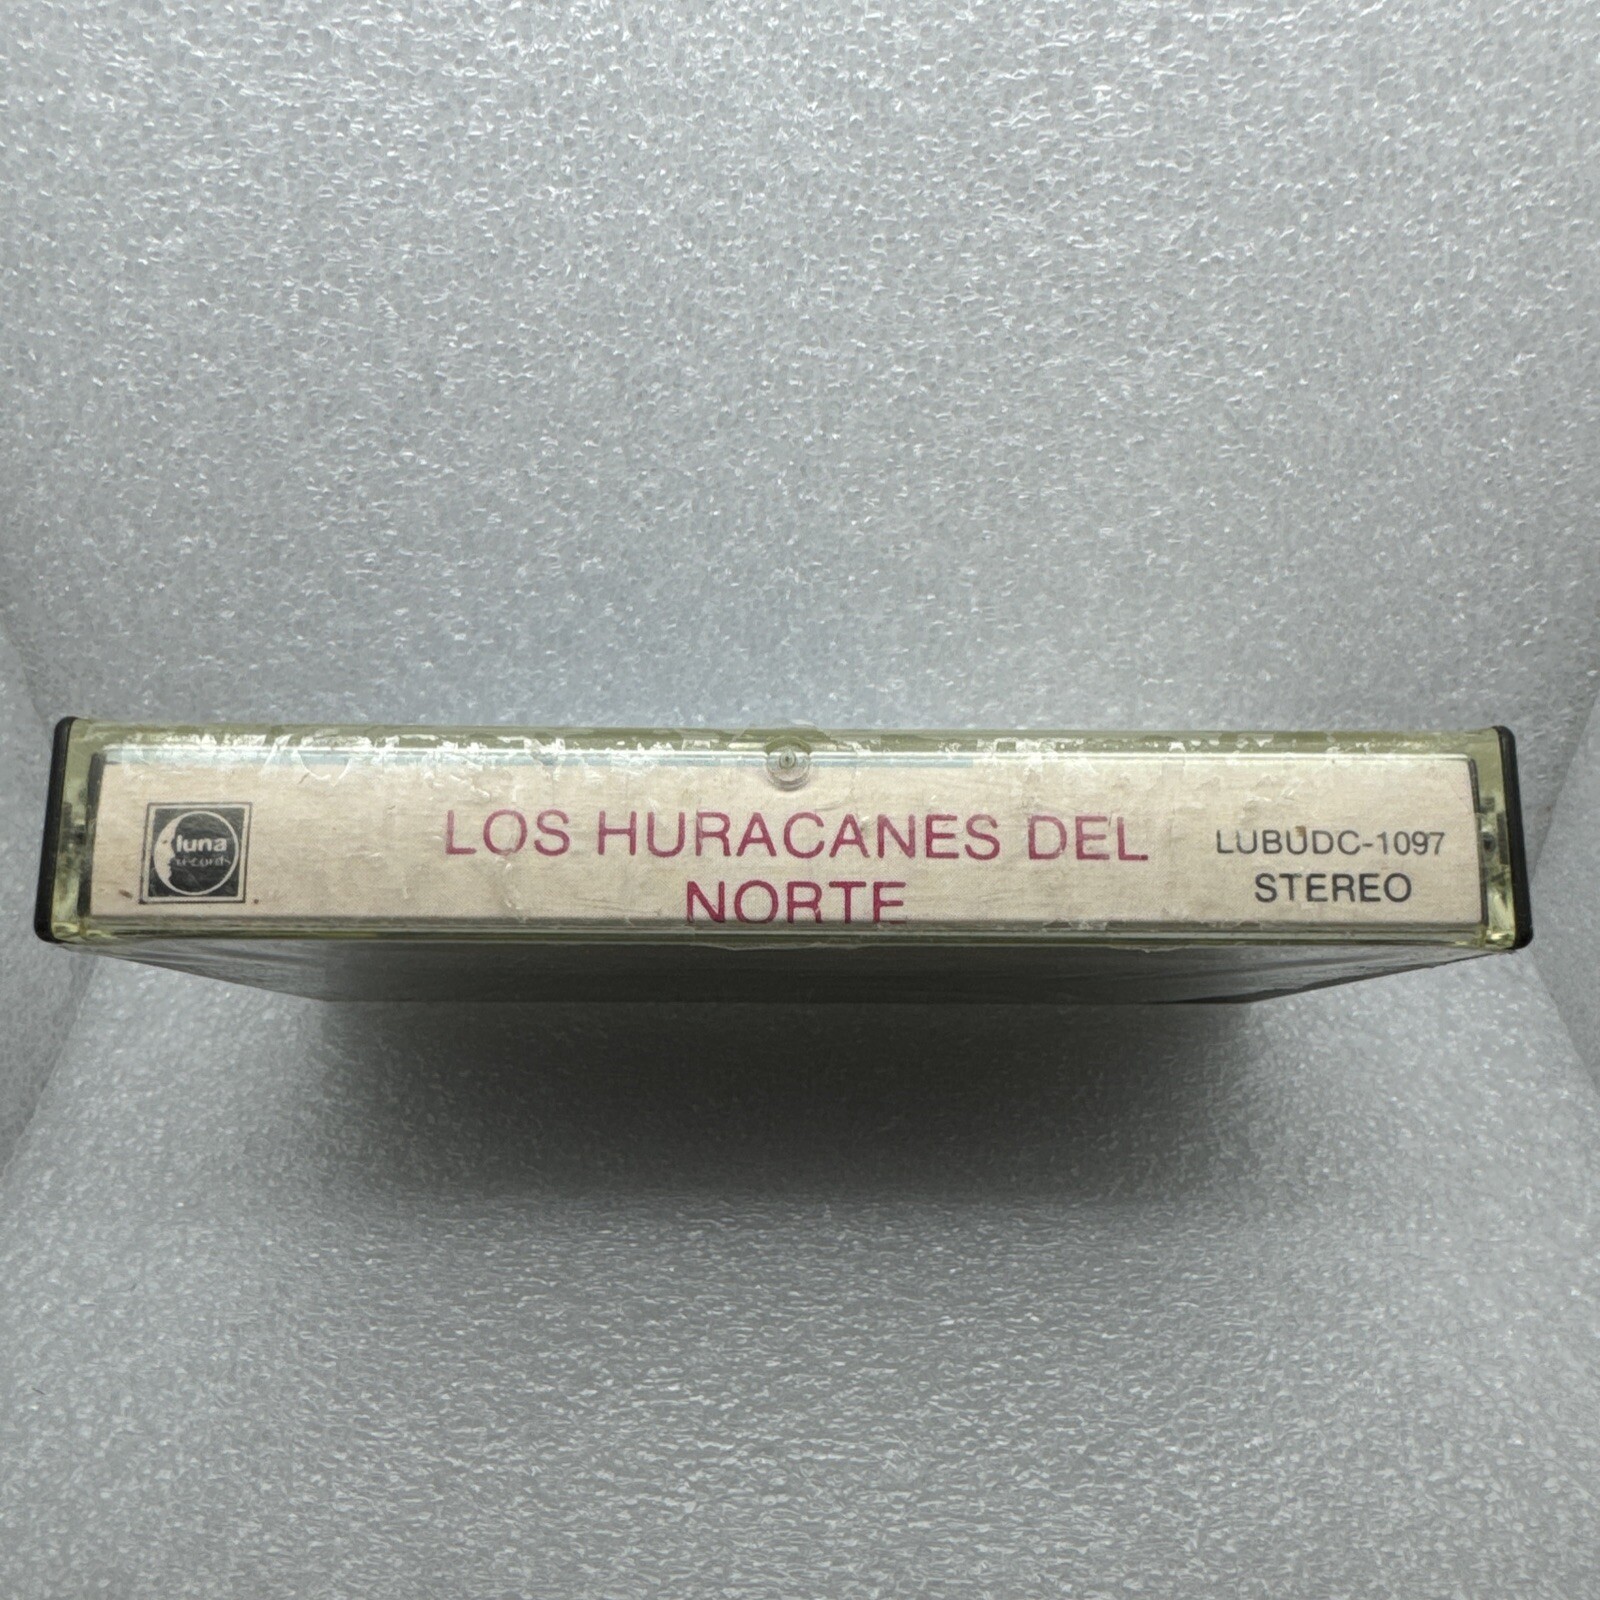 luna
records
LOS HURACANES DEL
NORTE
LUBUDC-1097
STEREO